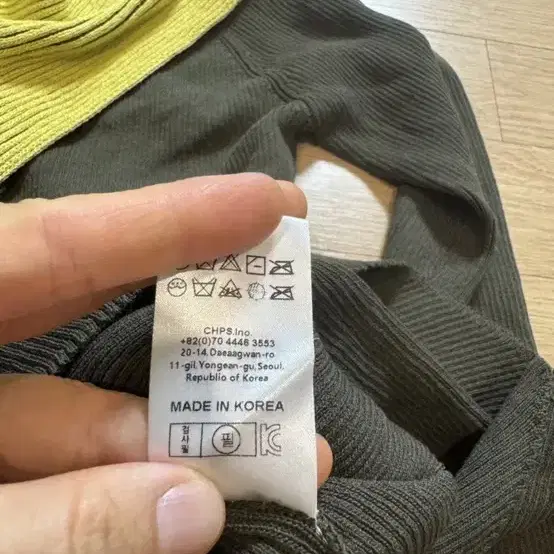 CHPS.Inc.
+82(0)70 4448 3553
20-14, Daesagwan-ro
11-gil, Yongsan-gu, Seoul.
Republic of Korea
MADE IN KOREA
검사필
필